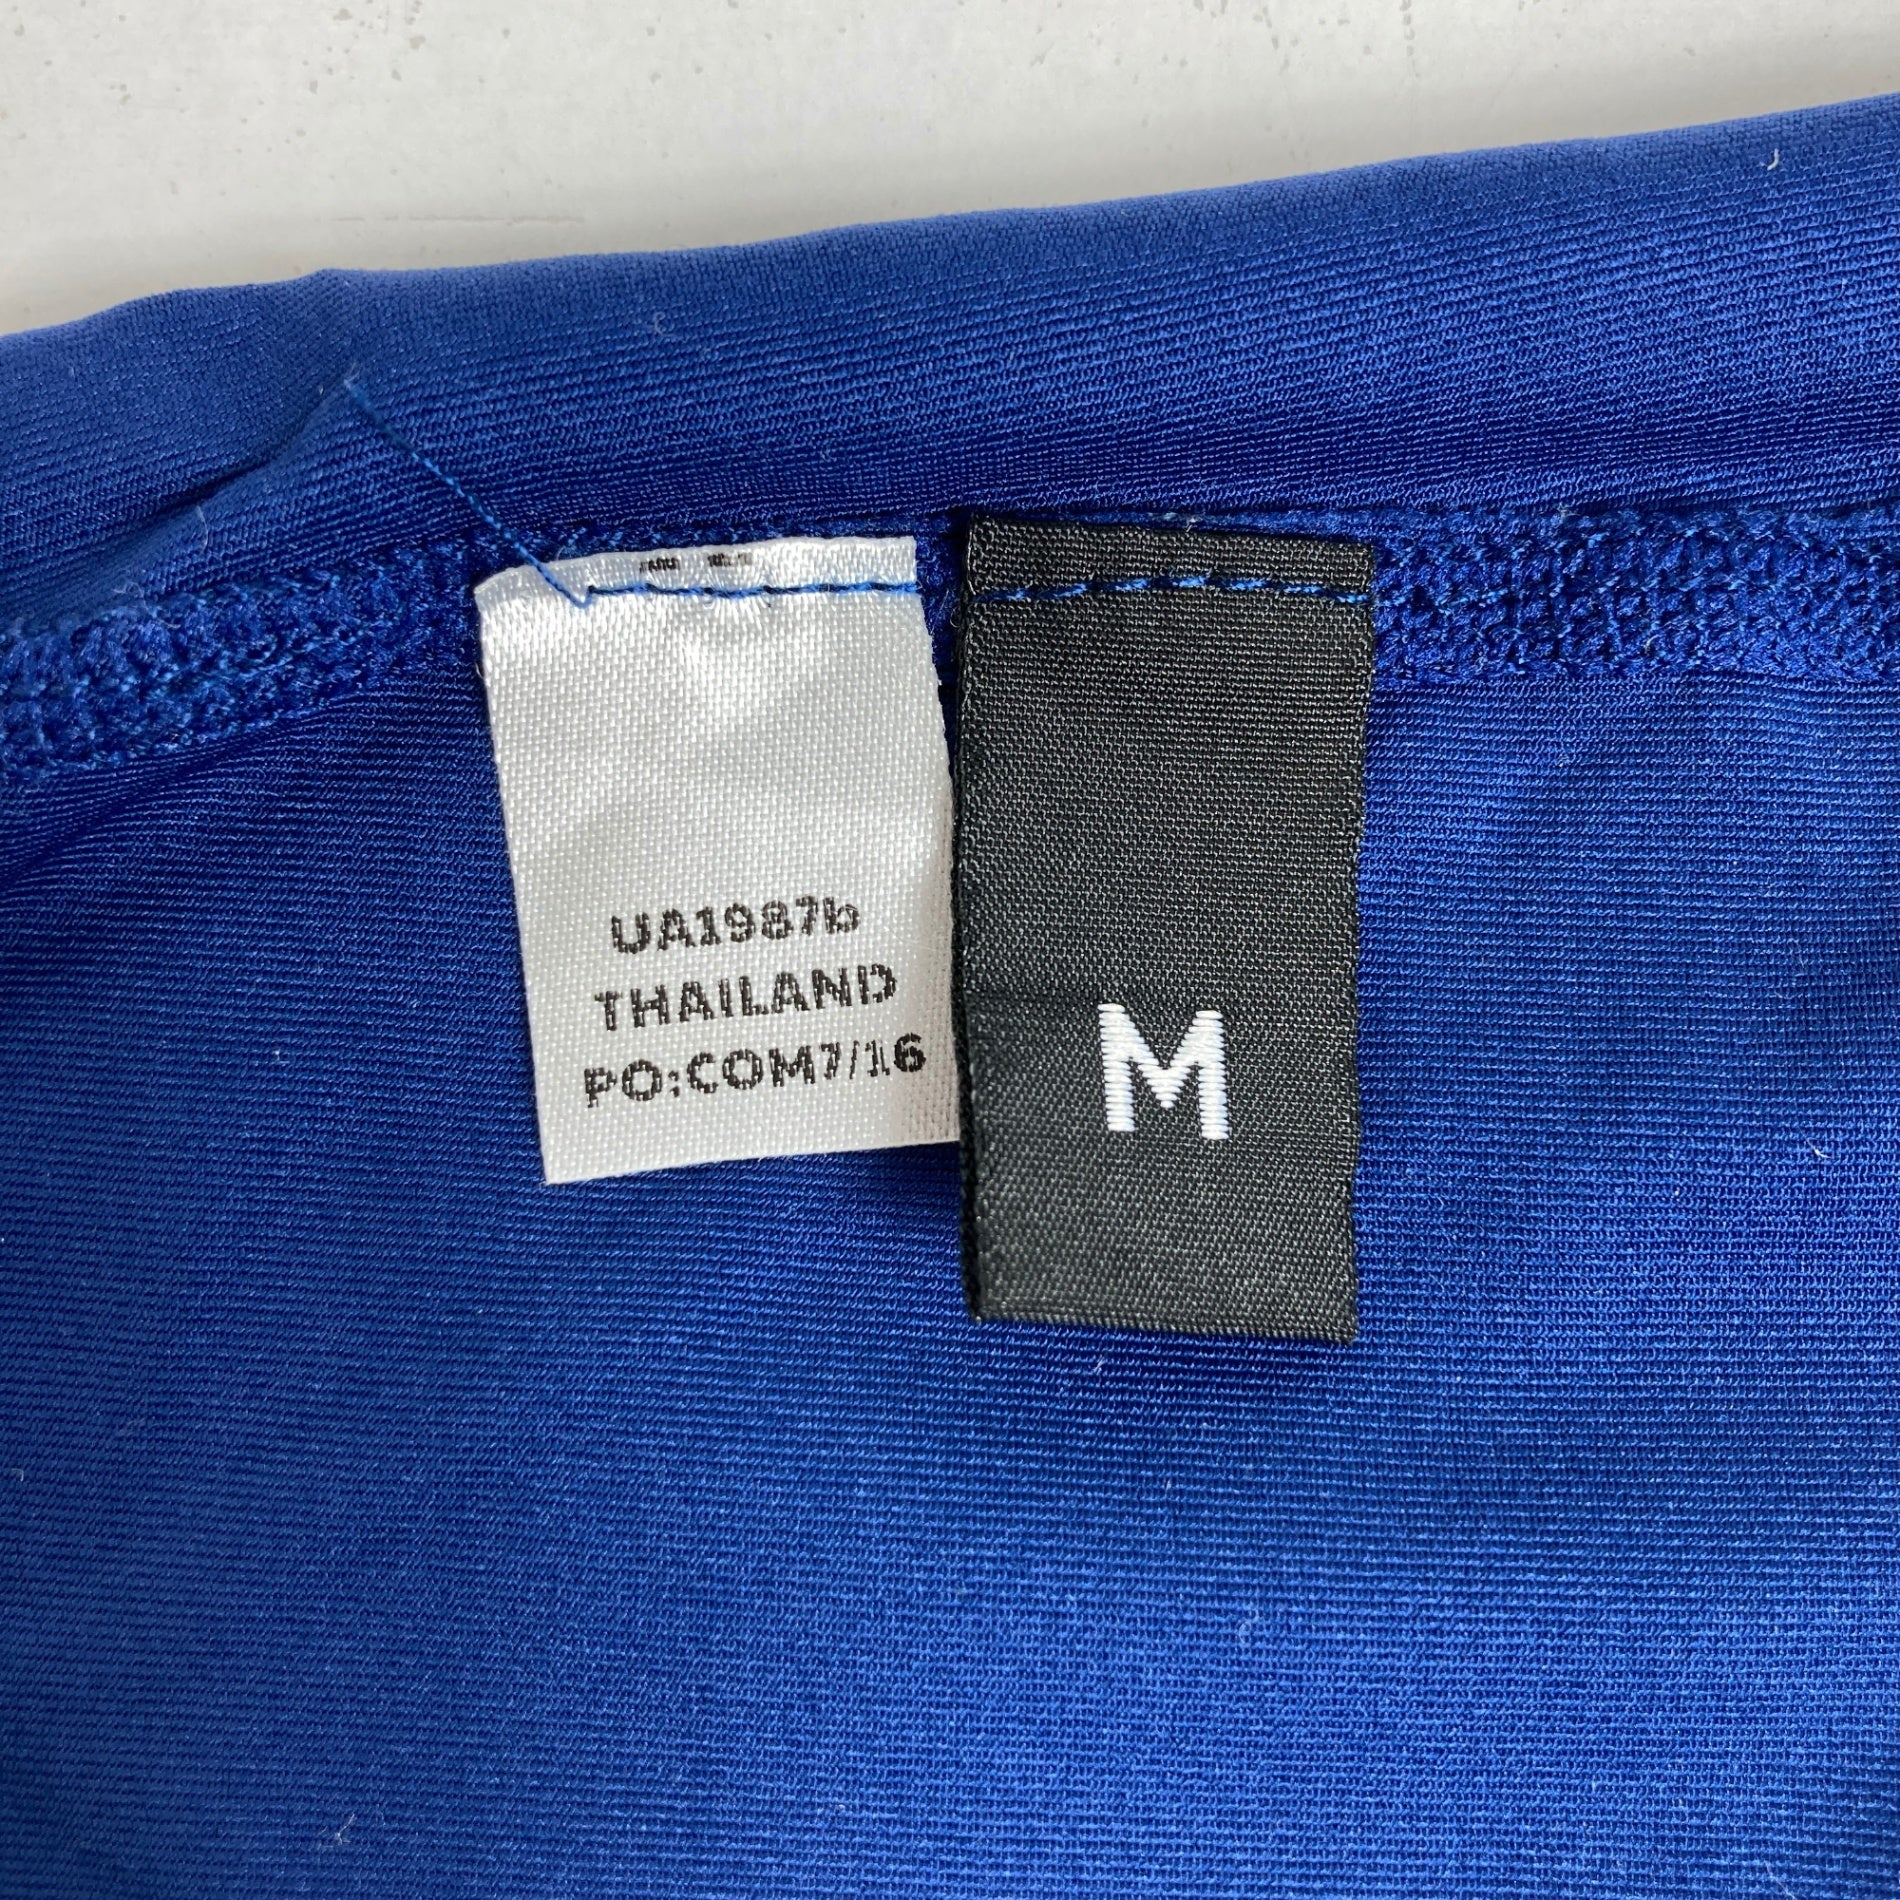 UA1987b
THAILAND
PO:COM7/16
M